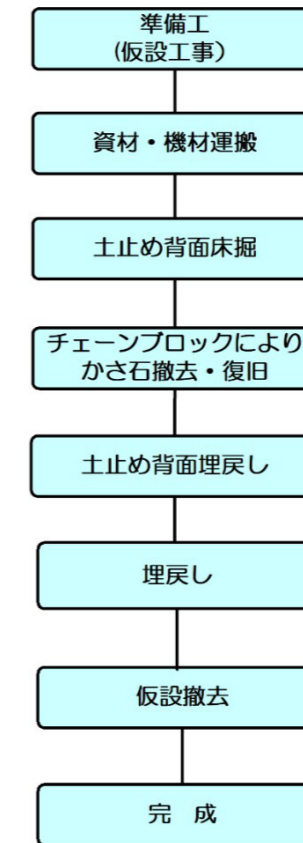 準備工
(仮設工事)
資材・機材運搬
土止め背面床掘
チェーンブロックにより
かさ石撤去・復旧
土止め背面埋戻し
埋戻し
仮設撤去
完　成